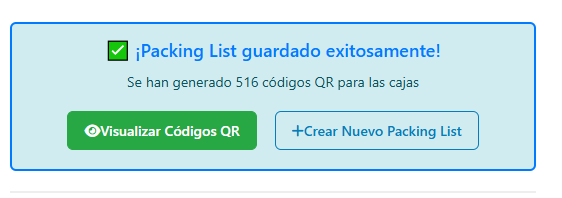 ✅ ¡Packing List guardado exitosamente!
Se han generado 516 códigos QR para las cajas
Visualizar Códigos QR
+Crear Nuevo Packing List